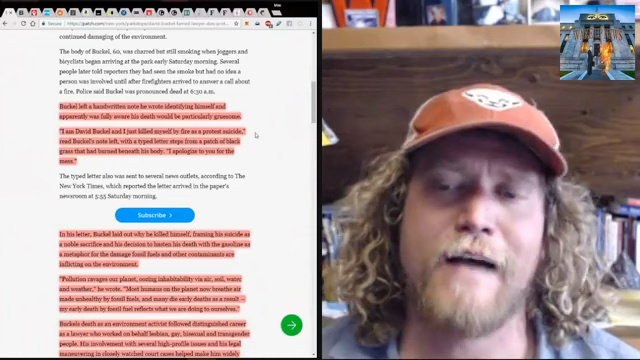 Secure | https://patch.com/new-york/parkslope/david-buckel-famed-lawyer-dies-prot...
continued damaging of the environment.
The body of Buckel, 60, was charred but still smoking when joggers and
bicyclists began arriving at the park early Saturday morning. Several
people later told reporters they had seen the smoke but had no idea a
person was involved until after firefighters arrived to answer a call about
a fire. Police said Buckel was pronounced dead at 6:30 a.m.
Buckel left a handwritten note he wrote identifying himself and
apparently was fully aware his death would be particularly gruesome.
"I am David Buckel and I just killed myself by fire as a protest suicide,"
read Buckel's note left, with a typed letter steps from a patch of black
grass that had burned beneath his body. "I apologize to you for the
mess."
The typed letter also was sent to several news outlets, according to The
New York Times, which reported the letter arrived in the paper's
newsroom at 5:55 Saturday morning.
Subscribe >
In his letter, Buckel laid out why he killed himself, framing his suicide as
a noble sacrifice and his decision to hasten his death with the gasoline as
a metaphor for the damage fossil fuels and other contaminants are
inflicting on the environment.
"Pollution ravages our planet, oozing inhabitability via air, soil, water
and weather," he wrote. "Most humans on the planet now breathe air
made unhealthy by fossil fuels, and many die early deaths as a result —
my early death by fossil fuel reflects what we are doing to ourselves."
Buckel's death as an environment activist followed distinguished career
as a lawyer who worked on behalf lesbian, gay, bisexual and transgender
people. His involvement with several high-profile issues and his legal
maneuvering in closely watched court cases helped make him widely